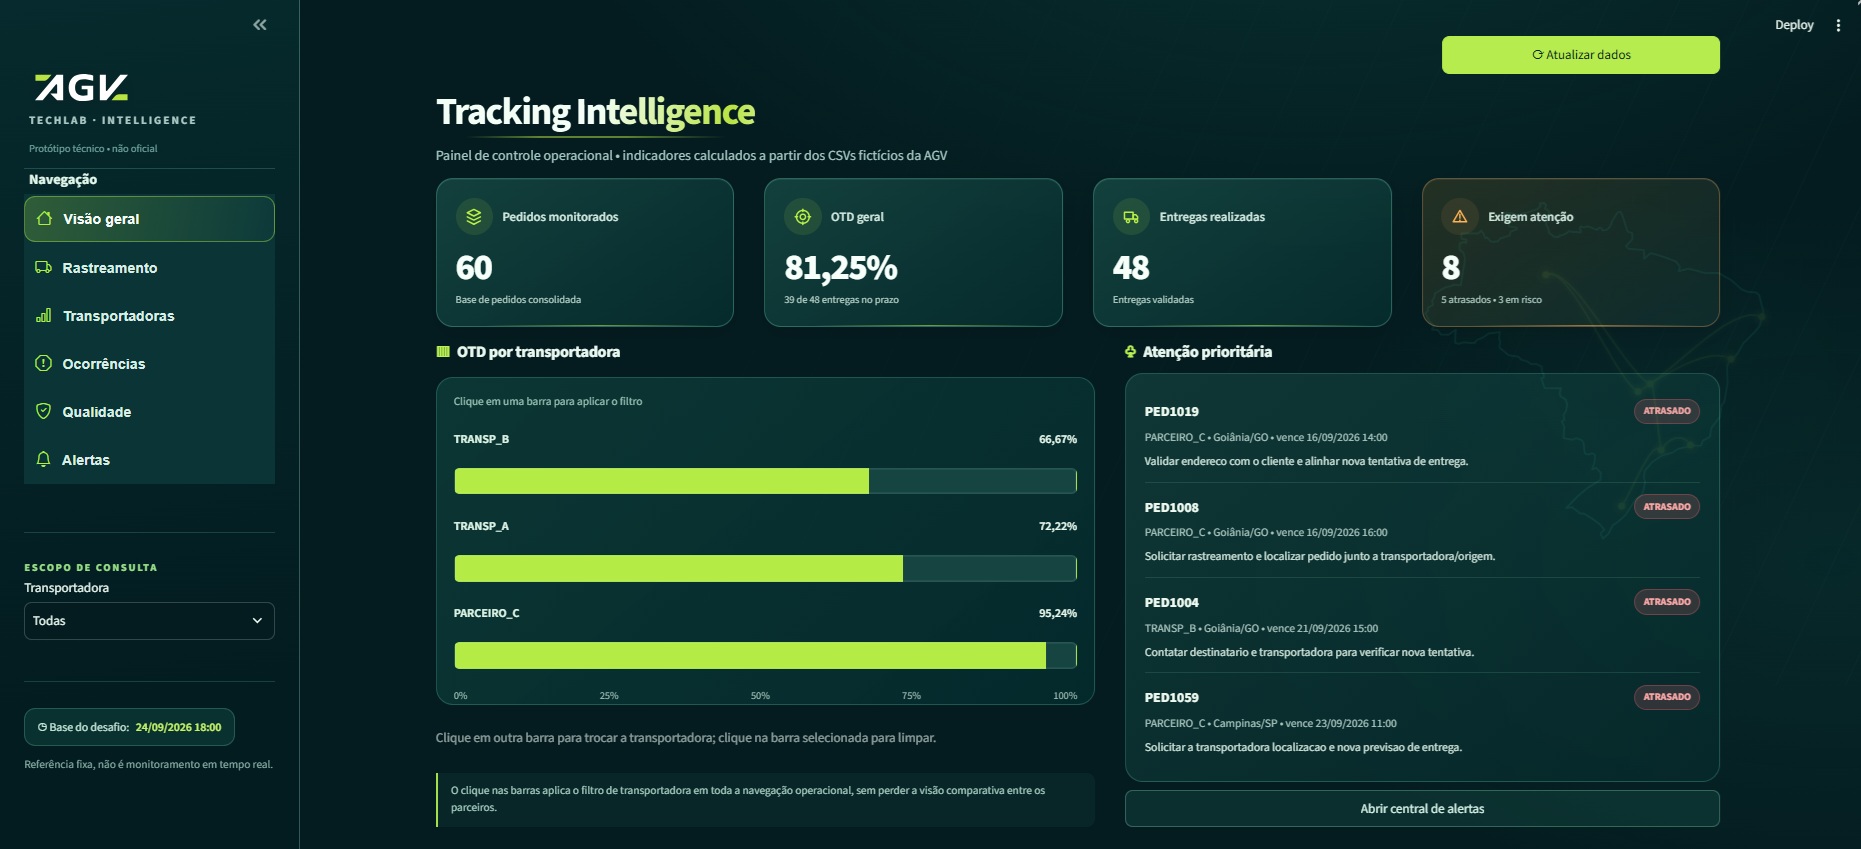 Deploy
Atualizar dados
AGV
TECHLAB · INTELLIGENCE
Protótipo técnico • não oficial
Navegação
Visão geral
Rastreamento
Transportadoras
Ocorrências
Qualidade
Alertas
ESCOPO DE CONSULTA
Transportadora
Todas
Base do desafio: 24/09/2026 18:00
Referência fixa, não é monitoramento em tempo real.
Tracking Intelligence
Painel de controle operacional • indicadores calculados a partir dos CSVs fictícios da AGV
Pedidos monitorados
60
Base de pedidos consolidada
OTD geral
81,25%
39 de 48 entregas no prazo
Entregas realizadas
48
Entregas validadas
Exigem atenção
8
5 atrasados • 3 em risco
OTD por transportadora
Clique em uma barra para aplicar o filtro
TRANSP_B 66,67%
TRANSP_A 72,22%
PARCEIRO_C 95,24%
0% 25% 50% 75% 100%
Clique em outra barra para trocar a transportadora; clique na barra selecionada para limpar.
O clique nas barras aplica o filtro de transportadora em toda a navegação operacional, sem perder a visão comparativa entre os
parceiros.
Atenção prioritária
PED1019 ATRASADO
PARCEIRO_C • Goiânia/GO • vence 16/09/2026 14:00
Validar endereco com o cliente e alinhar nova tentativa de entrega.
PED1008 ATRASADO
PARCEIRO_C • Goiânia/GO • vence 16/09/2026 16:00
Solicitar rastreamento e localizar pedido junto a transportadora/origem.
PED1004 ATRASADO
TRANSP_B • Goiânia/GO • vence 21/09/2026 15:00
Contatar destinatario e transportadora para verificar nova tentativa.
PED1059 ATRASADO
PARCEIRO_C • Campinas/SP • vence 23/09/2026 11:00
Solicitar a transportadora localizacao e nova previsao de entrega.
Abrir central de alertas